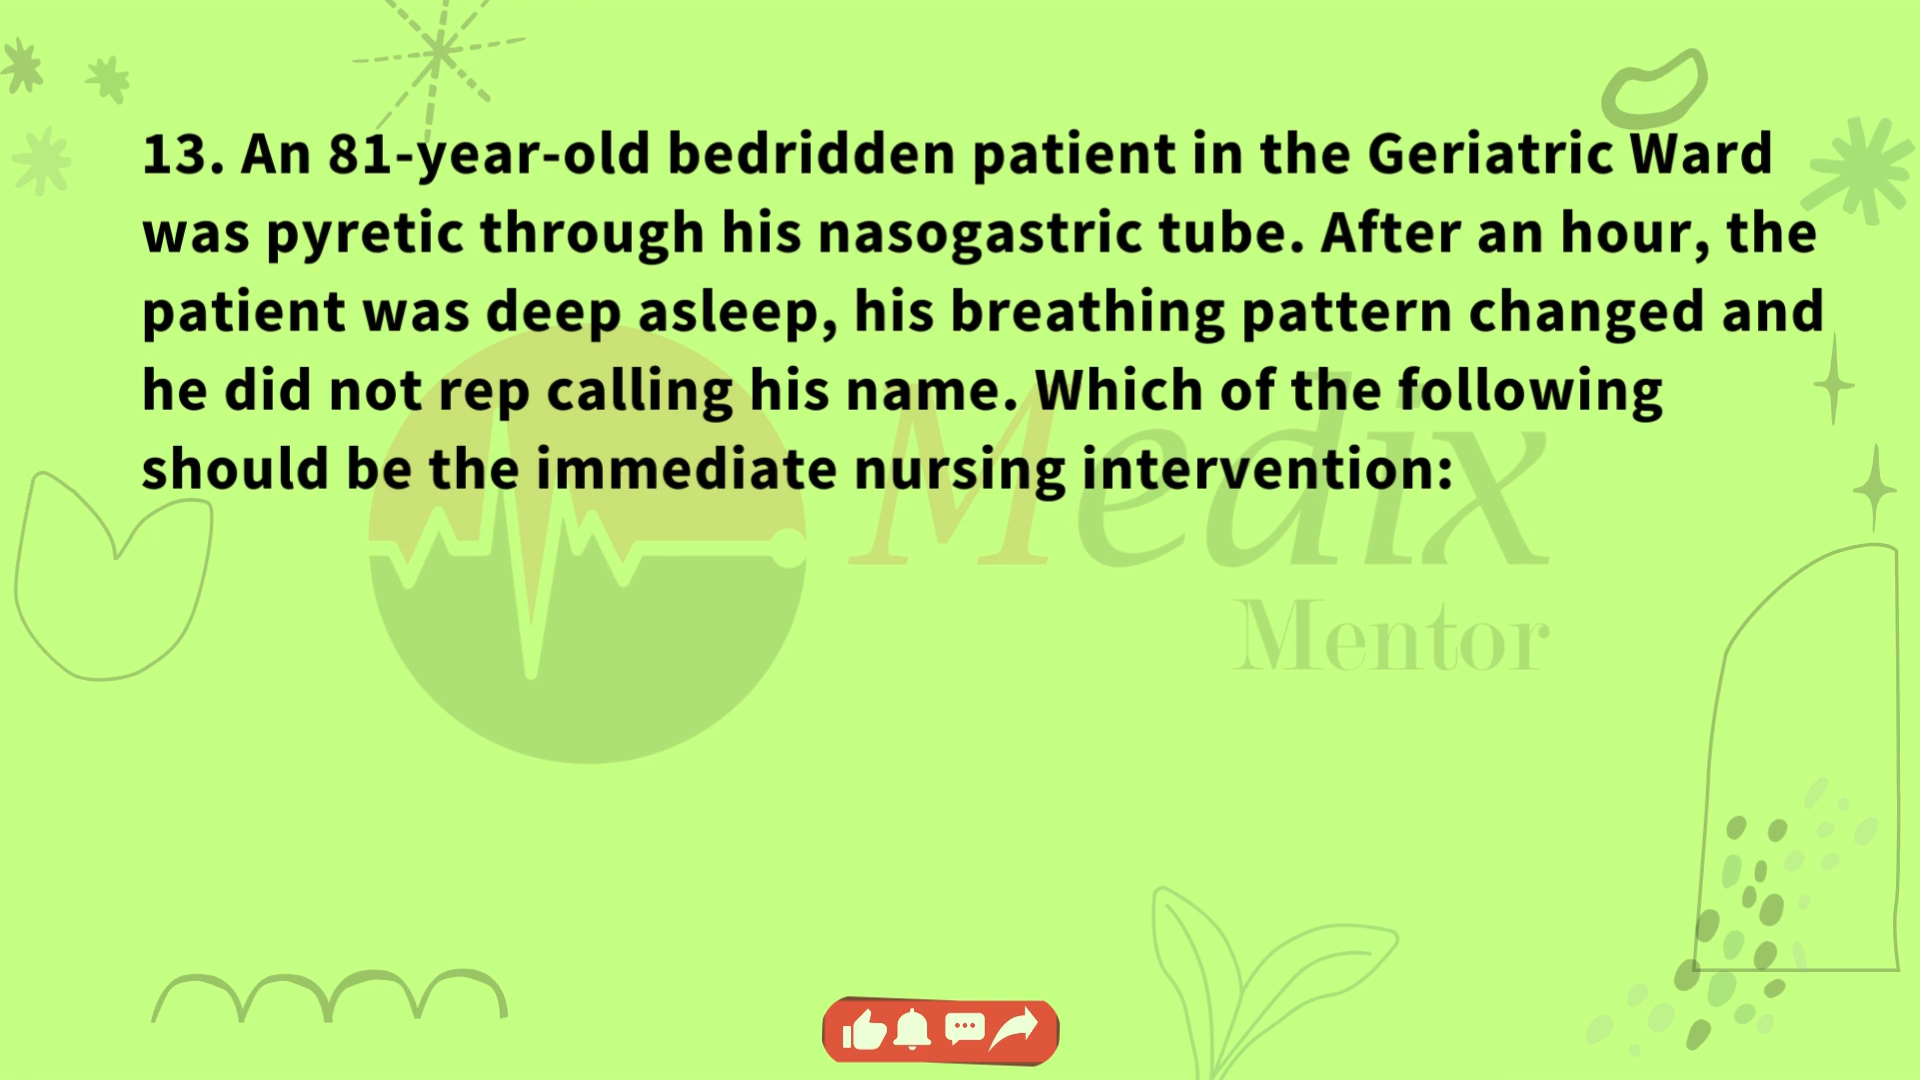 13. An 81-year-old bedridden patient in the Geriatric Ward
was pyretic through his nasogastric tube. After an hour, the
patient was deep asleep, his breathing pattern changed and
he did not rep calling his name. Which of the following
should be the immediate nursing intervention:
Medix
Mentor